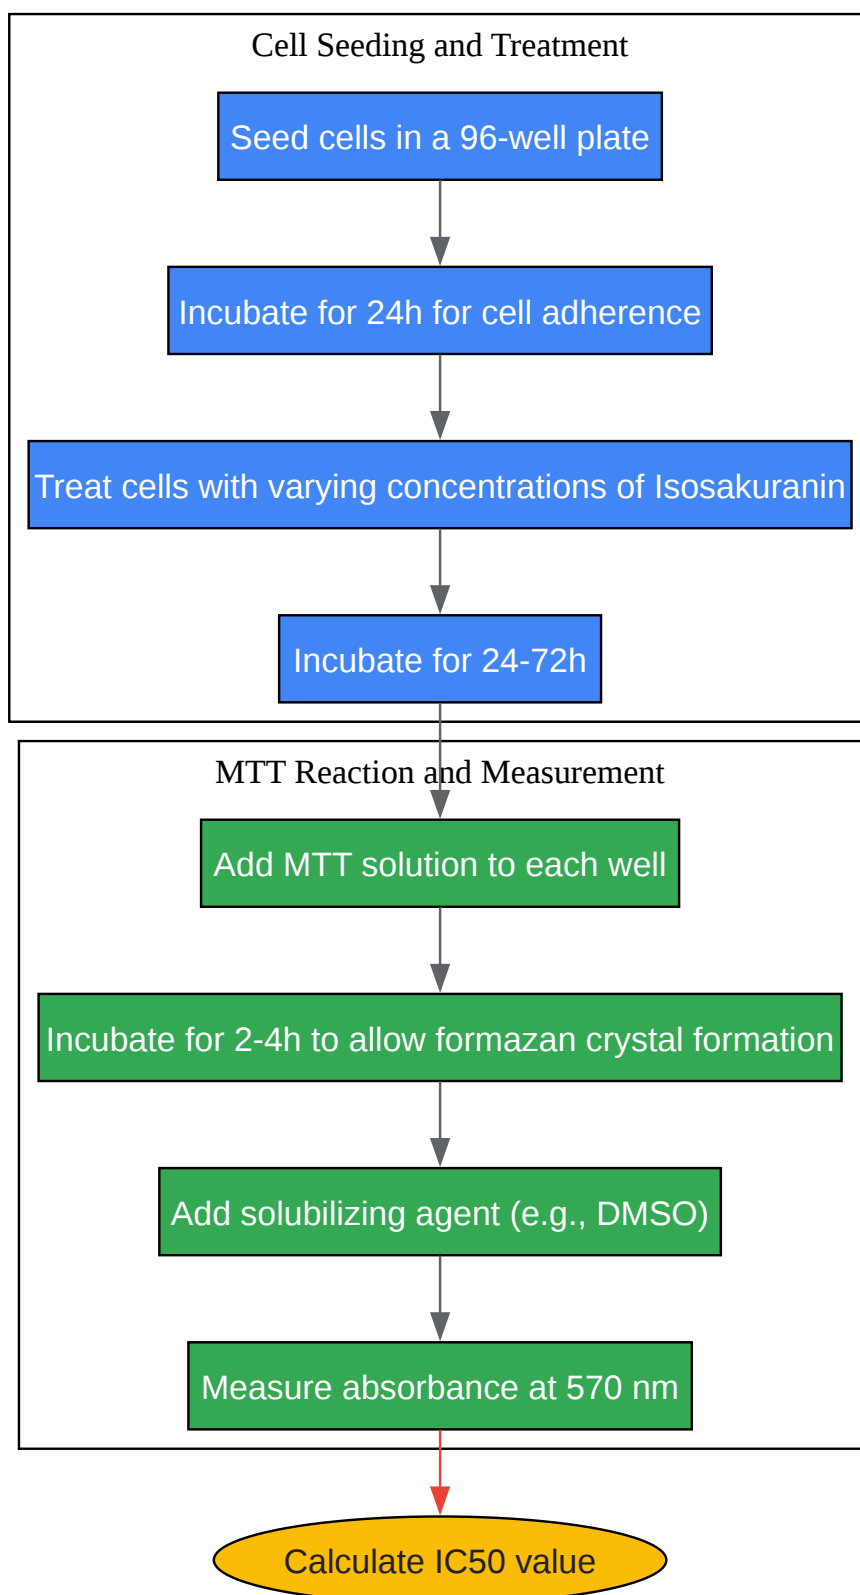 Cell Seeding and Treatment
Seed cells in a 96-well plate
Incubate for 24h for cell adherence
Treat cells with varying concentrations of Isosakuranin
Incubate for 24-72h
MTT Reaction and Measurement
Add MTT solution to each well
Incubate for 2-4h to allow formazan crystal formation
Add solubilizing agent (e.g., DMSO)
Measure absorbance at 570 nm
Calculate IC50 value